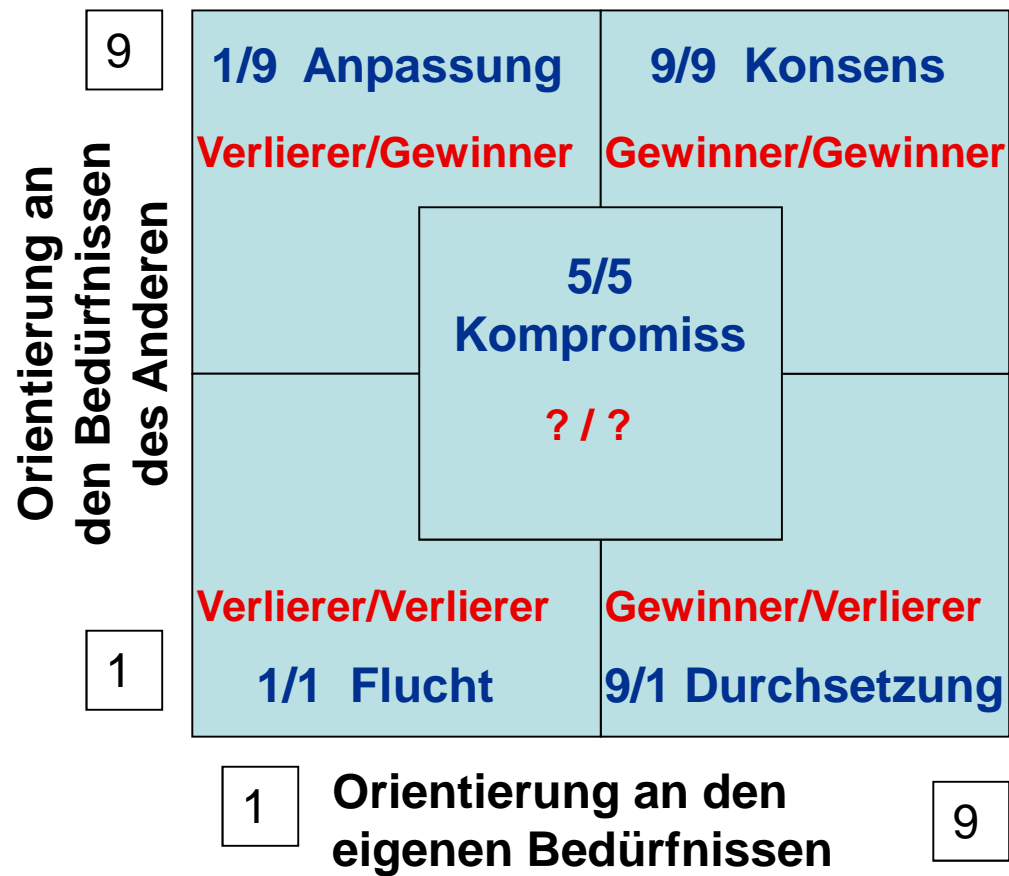 9
1/9 Anpassung
9/9 Konsens
Verlierer/Gewinner
Gewinner/Gewinner
Orientierung an
den Bedürfnissen
des Anderen
5/5
Kompromiss
? / ?
Verlierer/Verlierer
Gewinner/Verlierer
1
1/1 Flucht
9/1 Durchsetzung
1
Orientierung an den
eigenen Bedürfnissen
9